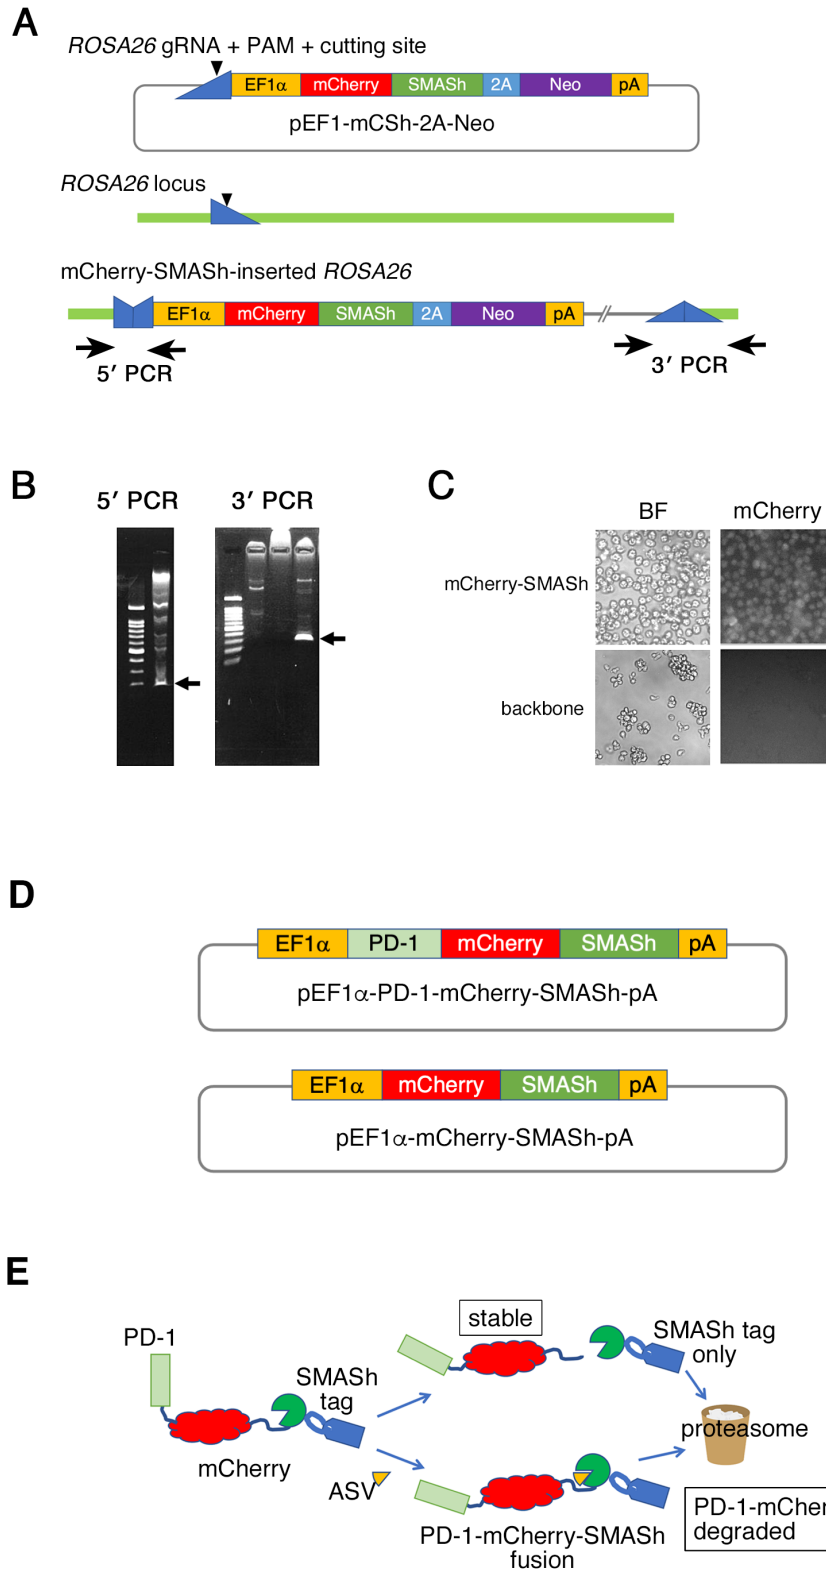 A
ROSA26 gRNA + PAM + cutting site
EF1α mCherry SMASh 2A Neo pA
pEF1-mCSh-2A-Neo
ROSA26 locus
mCherry-SMASh-inserted ROSA26
EF1α mCherry SMASh 2A Neo pA
5′ PCR
3′ PCR
B
5′ PCR
3′ PCR
C
BF
mCherry
mCherry-SMASh
backbone
D
EF1α PD-1 mCherry SMASh pA
pEF1α-PD-1-mCherry-SMASh-pA
EF1α mCherry SMASh pA
pEF1α-mCherry-SMASh-pA
E
PD-1
SMASh
tag
mCherry
stable
SMASh tag
only
proteasome
ASV
PD-1-mCherry-SMASh
fusion
PD-1-mCher
degraded